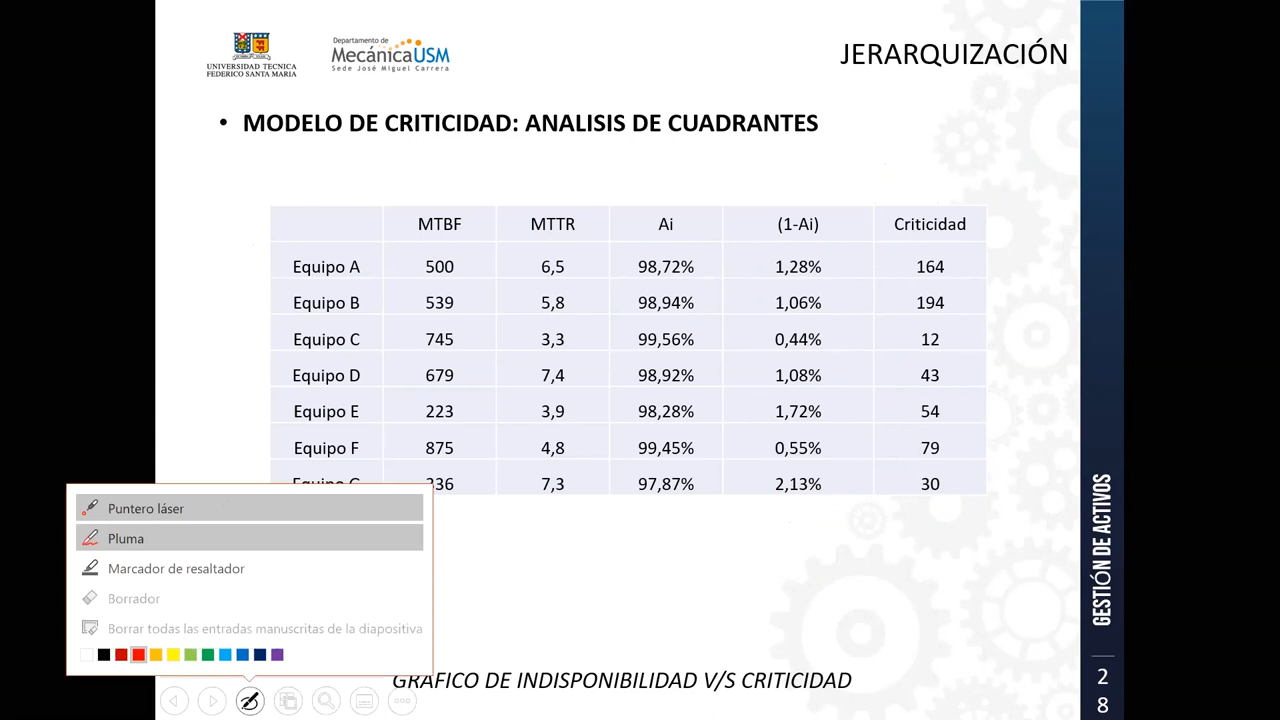 UNIVERSIDAD TECNICA
FEDERICO SANTA MARIA
Departamento de
MecánicaUSM
Sede José Miguel Carrera
JERARQUIZACIÓN
• MODELO DE CRITICIDAD: ANALISIS DE CUADRANTES
MTBF MTTR Ai (1-Ai) Criticidad
Equipo A 500 6,5 98,72% 1,28% 164
Equipo B 539 5,8 98,94% 1,06% 194
Equipo C 745 3,3 99,56% 0,44% 12
Equipo D 679 7,4 98,92% 1,08% 43
Equipo E 223 3,9 98,28% 1,72% 54
Equipo F 875 4,8 99,45% 0,55% 79
Equipo G 336 7,3 97,87% 2,13% 30
Puntero láser
Pluma
Marcador de resaltador
Borrador
Borrar todas las entradas manuscritas de la diapositiva
GRAFICO DE INDISPONIBILIDAD V/S CRITICIDAD
GESTIÓN DE ACTIVOS
2
8